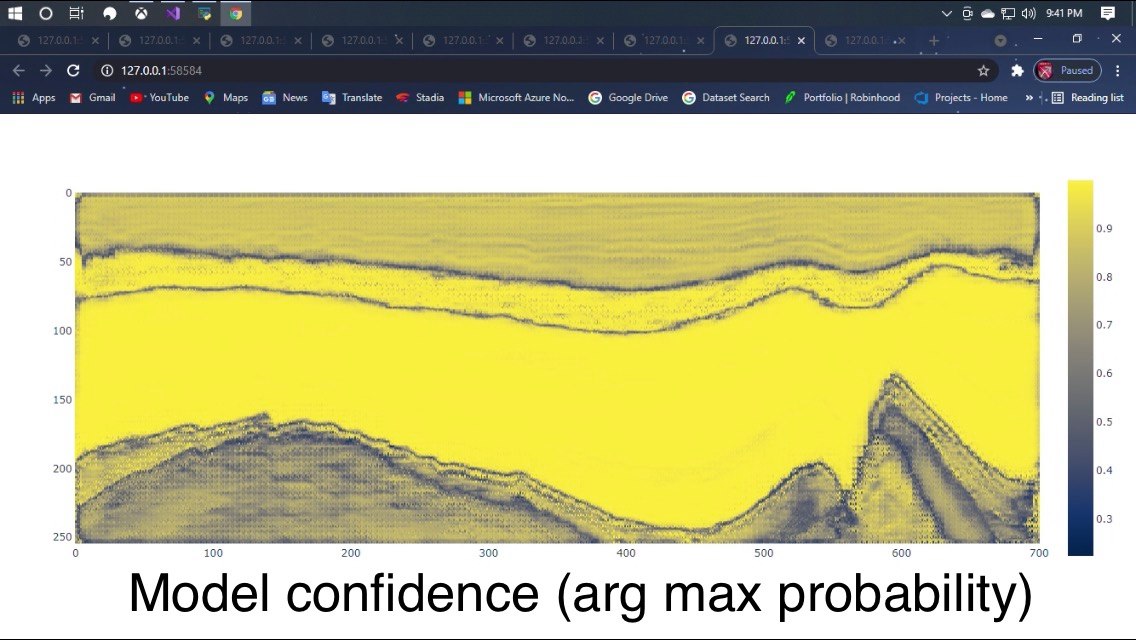 9:41 PM
127.0.0.1: 127.0.0.1: 127.0.0.1: 127.0.0.1: 127.0.0.1: 127.0.0.1: 127.0.0.1: 127.0.0.1: 127.0.0.1:
127.0.0.1:58584 Paused
Apps Gmail YouTube Maps News Translate Stadia Microsoft Azure No... Google Drive Dataset Search Portfolio | Robinhood Projects - Home » Reading list
0
50
100
150
200
250
0 100 200 300 400 500 600 700
0.9
0.8
0.7
0.6
0.5
0.4
0.3
Model confidence (arg max probability)